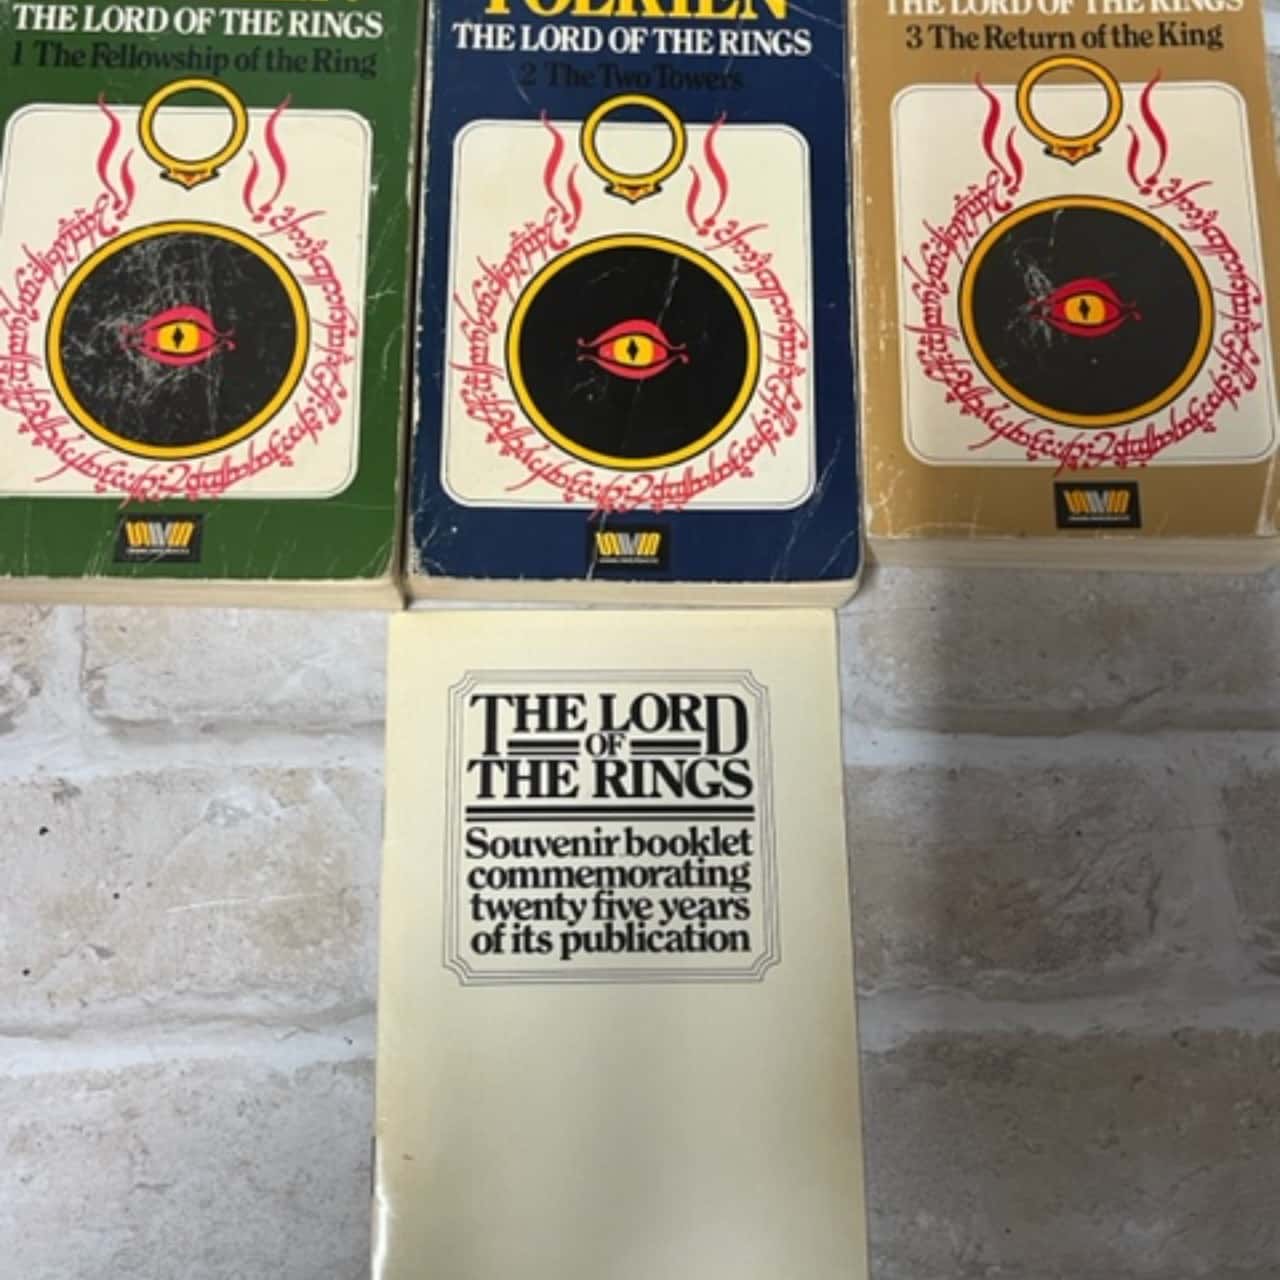 THE LORD OF THE RINGS
1 The Fellowship of the Ring
TOLKIEN
THE LORD OF THE RINGS
2 The Two Towers
THE LORD OF THE RINGS
3 The Return of the King
THE LORD
OF
THE RINGS
Souvenir booklet
commemorating
twenty five years
of its publication